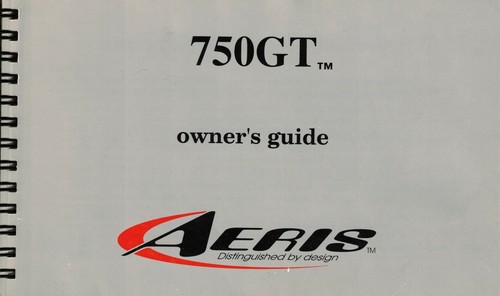 750GT™
owner's guide
AERIS™
Distinguished by design